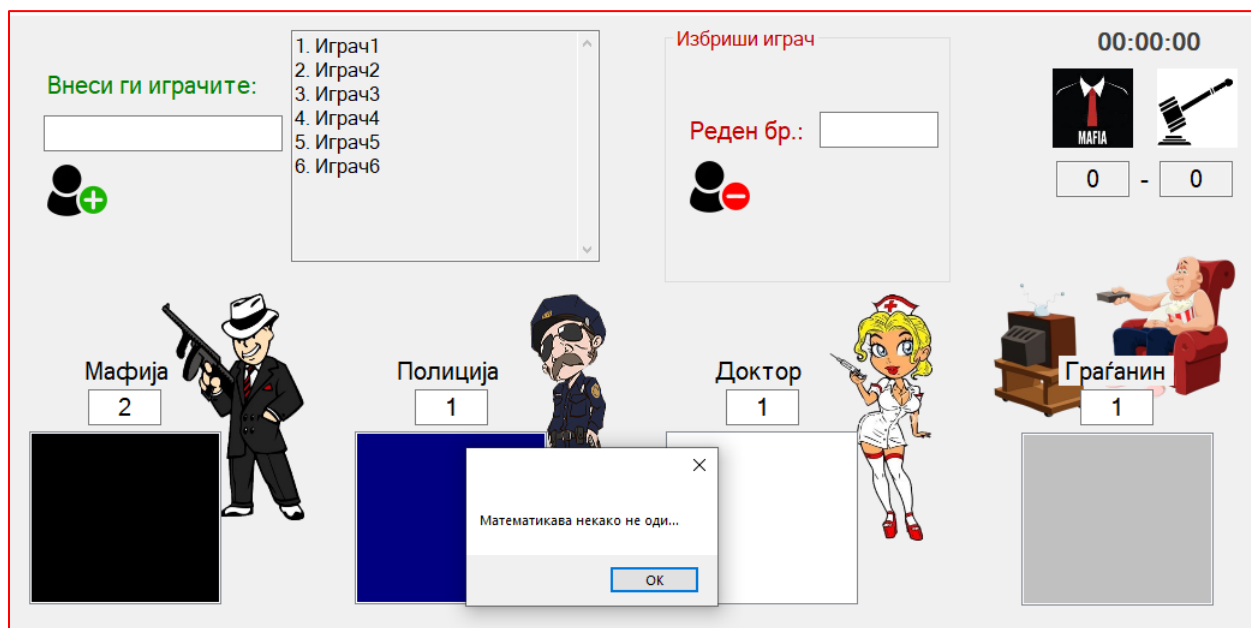 Внеси ги играчите:
1. Играч1
2. Играч2
3. Играч3
4. Играч4
5. Играч5
6. Играч6
Избриши играч
Реден бр.:
00:00:00
MAFIA
0 - 0
Мафија
2
Полиција
1
Доктор
1
Граѓанин
1
Математикава некако не оди...
OK